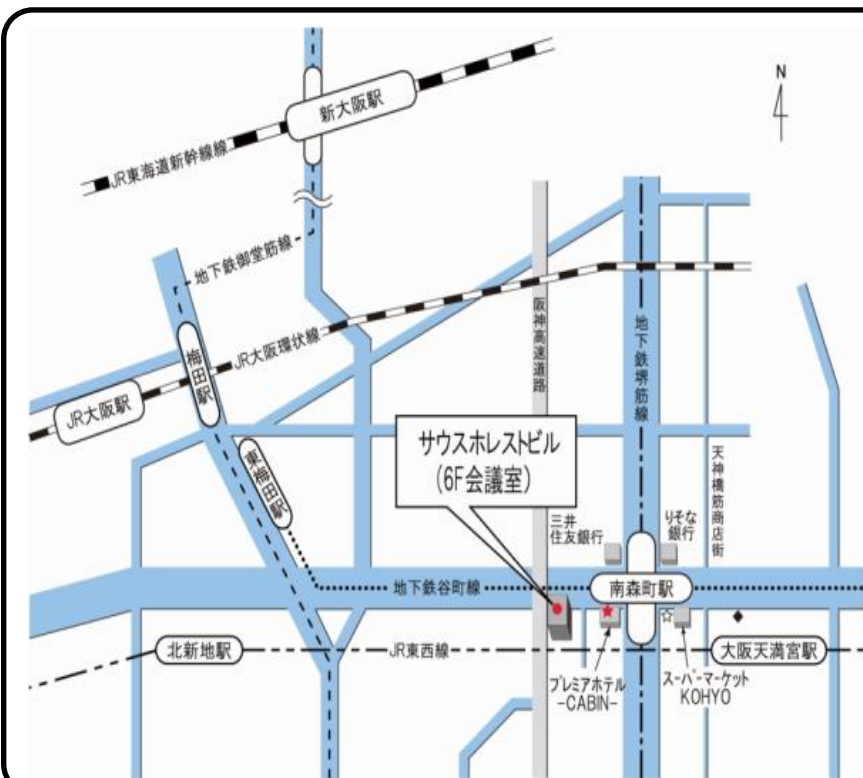 新大阪駅
N
JR東海道新幹線線
地下鉄御堂筋線
梅田駅
JR大阪環状線
JR大阪駅
阪神高速道路
地下鉄堺筋線
サウスホレストビル
(6F会議室)
東梅田駅
天神橋筋商店街
三井
住友銀行
りそな
銀行
地下鉄谷町線
南森町駅
北新地駅
JR東西線
大阪天満宮駅
プレミアホテル
-CABIN-
スーパーマーケット
KOHYO